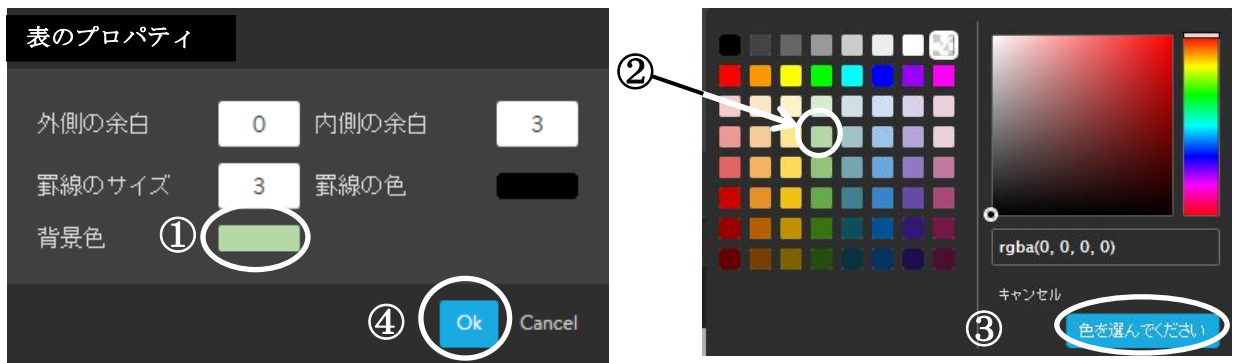 表のプロパティ
外側の余白 0 内側の余白 3
罫線のサイズ 3 罫線の色
背景色 ①
④ Ok Cancel
②
rgba(0, 0, 0, 0)
キャンセル
③ 色を選んでください